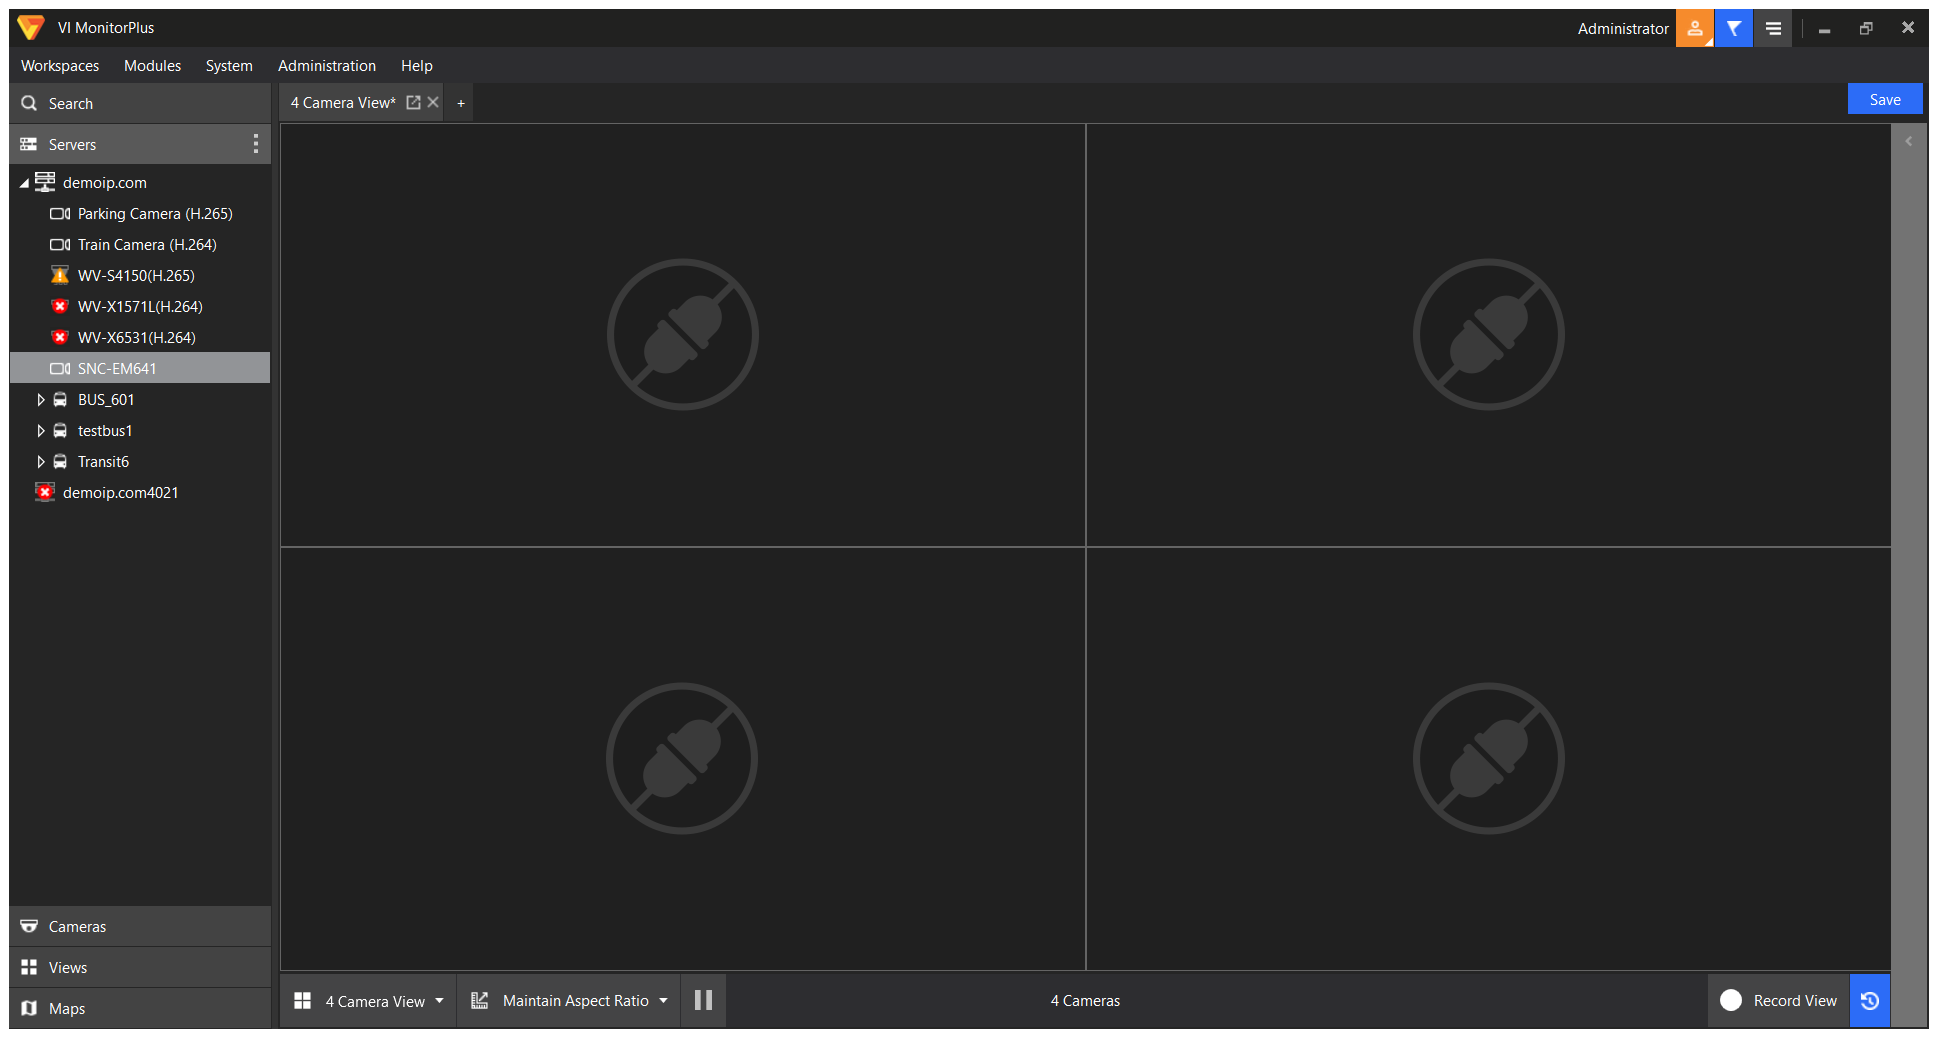 VI MonitorPlus
Administrator
Workspaces Modules System Administration Help
Search
4 Camera View* +
Save
Servers
demoip.com
Parking Camera (H.265)
Train Camera (H.264)
WV-S4150(H.265)
WV-X1571L(H.264)
WV-X6531(H.264)
SNC-EM641
BUS_601
testbus1
Transit6
demoip.com4021
Cameras
Views
Maps
4 Camera View Maintain Aspect Ratio 4 Cameras Record View